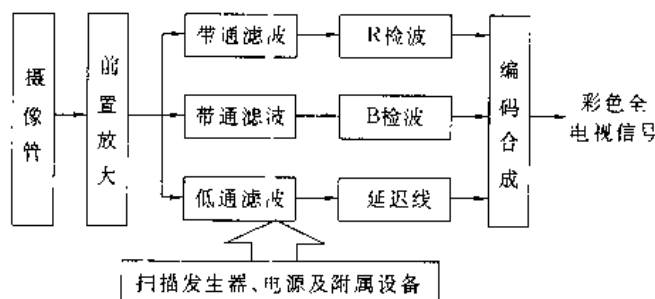 摄像管
前置放大
带通滤波
R检波
带通滤波
B检波
低通滤波
延迟线
编码合成
彩色全
电视信号
扫描发生器、电源及附属设备